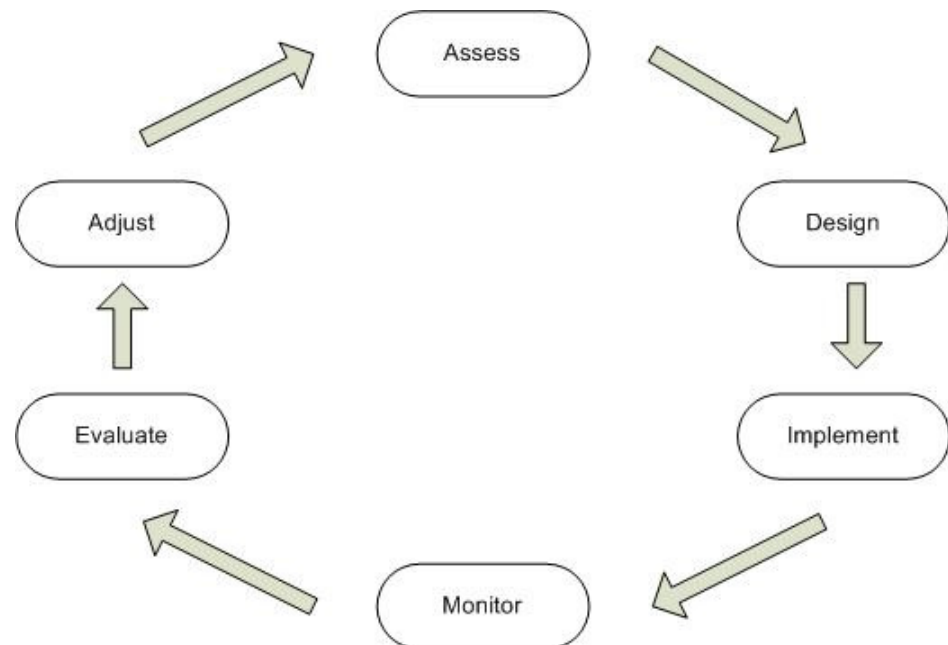 Assess
Design
Implement
Monitor
Evaluate
Adjust